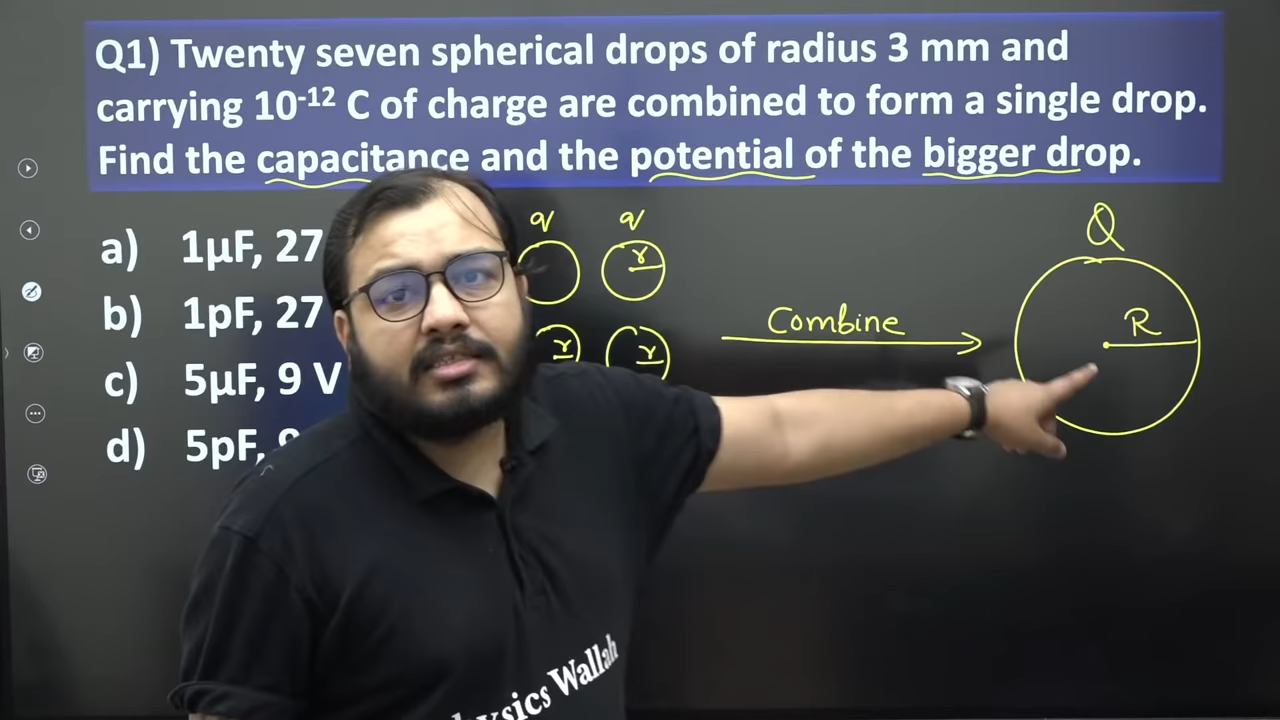 Q1) Twenty seven spherical drops of radius 3 mm and
carrying 10⁻¹² C of charge are combined to form a single drop.
Find the capacitance and the potential of the bigger drop.
a) 1μF, 27
b) 1pF, 27
c) 5μF, 9 V
d) 5pF, 9
q q
r
r r
Combine
Q
R
Wallah